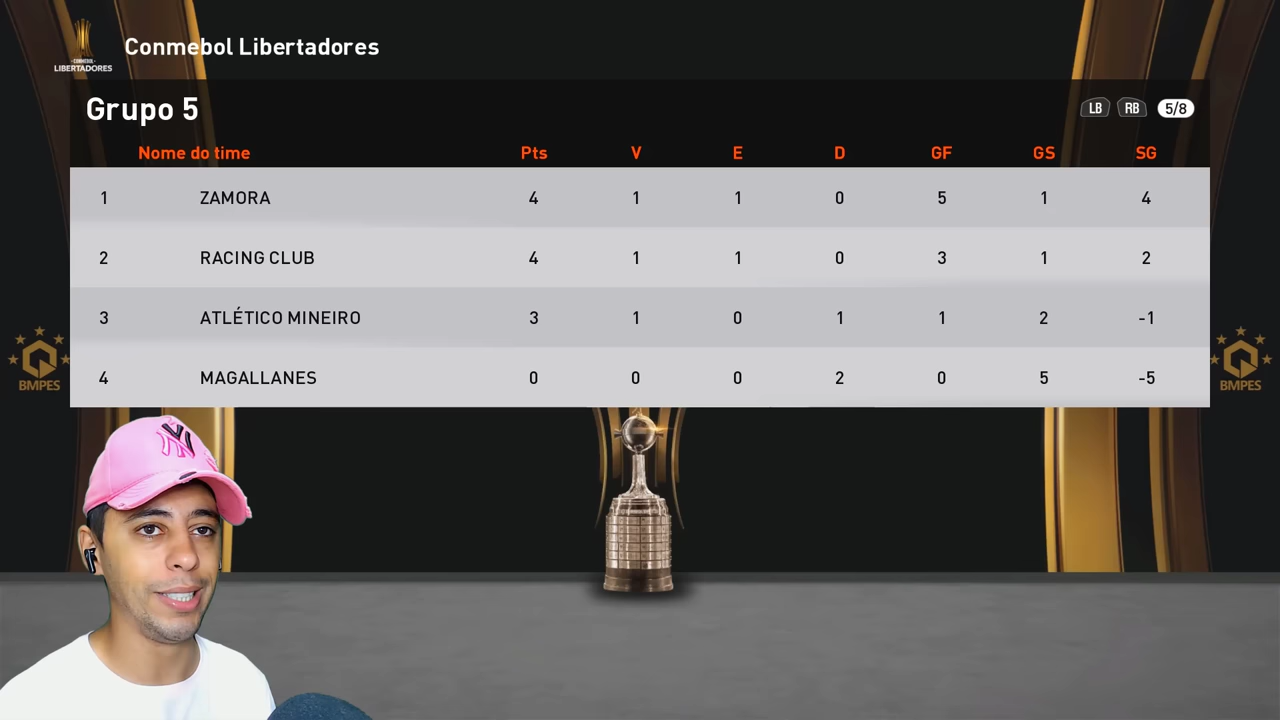 Conmebol Libertadores
CONMEBOL
LIBERTADORES
Grupo 5
LB RB 5/8
Nome do time Pts V E D GF GS SG
1 ZAMORA 4 1 1 0 5 1 4
2 RACING CLUB 4 1 1 0 3 1 2
3 ATLÉTICO MINEIRO 3 1 0 1 1 2 -1
4 MAGALLANES 0 0 0 2 0 5 -5
BMPES
BMPES
NY